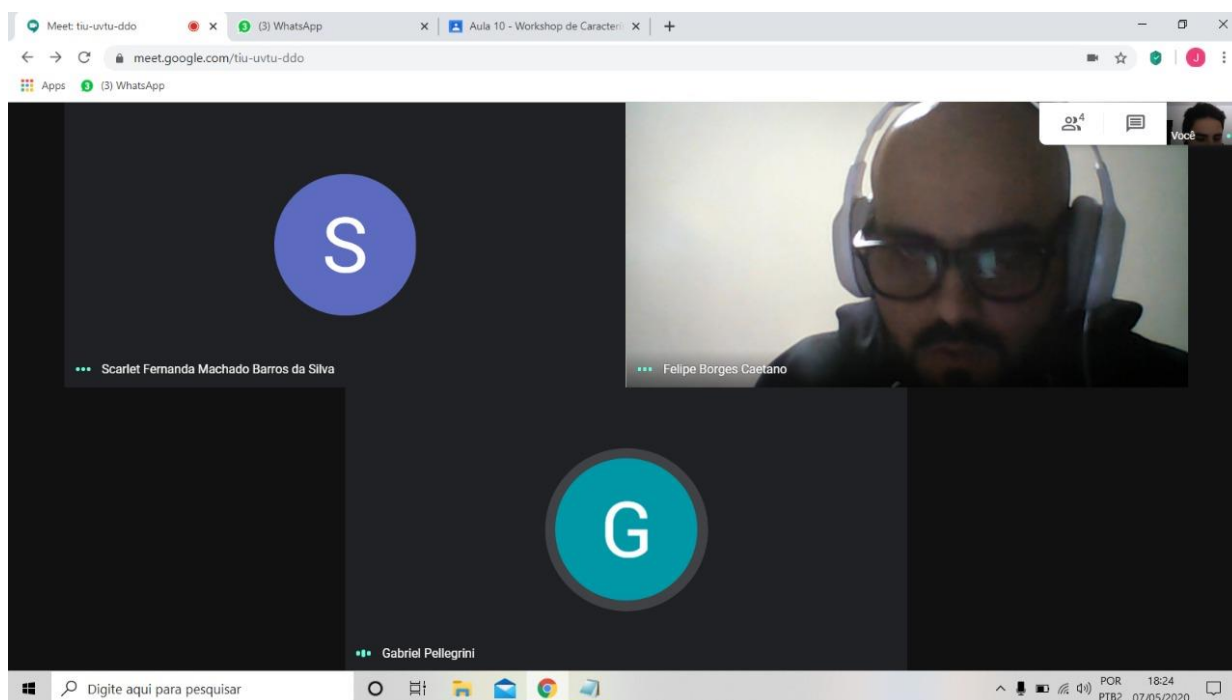 Meet: tiu-uvtu-ddo
(3) WhatsApp
Aula 10 - Workshop de Caracteri
meet.google.com/tiu-uvtu-ddo
J
Apps
3 (3) WhatsApp
4
Você
S
Scarlet Fernanda Machado Barros da Silva
Felipe Borges Caetano
G
Gabriel Pellegrini
Digite aqui para pesquisar
POR
PTB2
18:24
07/05/2020